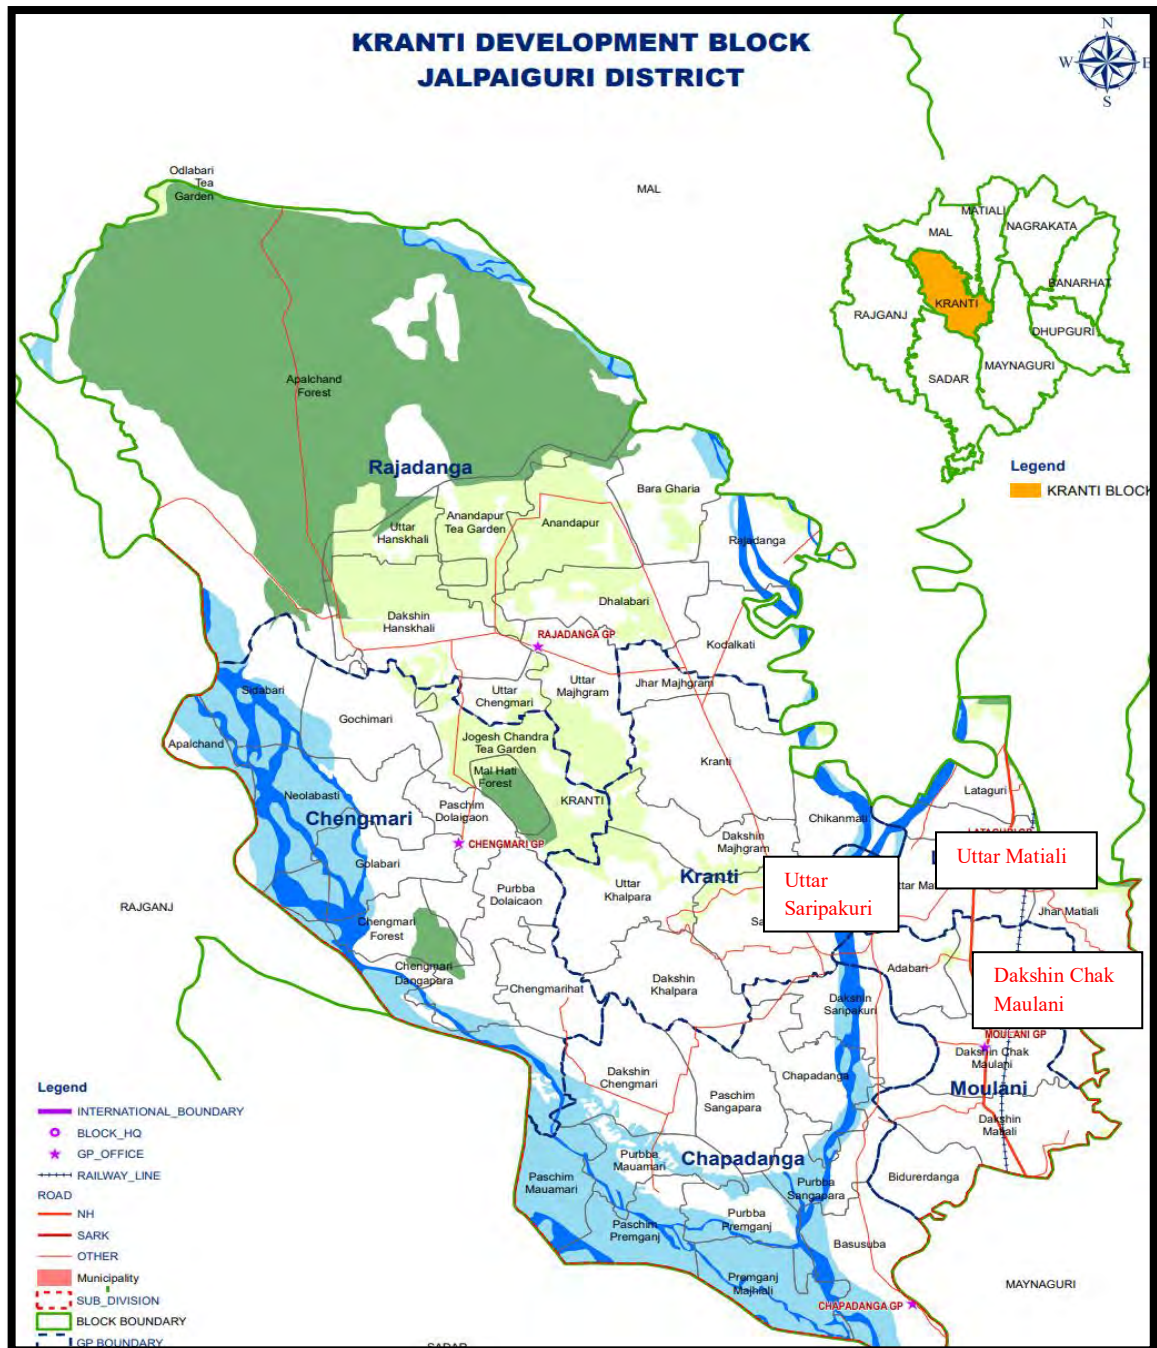 KRANTI DEVELOPMENT BLOCK
JALPAIGURI DISTRICT
N
W
E
S
Odlabari
Tea
Garden
MAL
MATIALI
NAGRAKATA
MAL
BANARHAT
KRANTI
RAJGANJ
DHUPGURI
MAYNAGURI
SADAR
Legend
KRANTI BLOCK
Apalchand
Forest
Rajadanga
Bara Gharia
Anandapur
Tea Garden
Anandapur
Uttar
Hanskhali
Rajadanga
Dhalabari
Dakshin
Hanskhali
RAJADANGA GP
Kodalkati
Uttar
Majhgram
Jhar Majhgram
Sidabari
Uttar
Chengmari
Gochimari
Apalchand
Jogesh Chandra
Tea Garden
Kranti
Mal Hati
Forest
Neolabasti
KRANTI
Lataguri
Paschim
Dolaigaon
Chengmari
Chikanmati
CHENGMARI GP
Dakshin
Majhgram
Golabari
Uttar Matiali
Kranti
Uttar
Saripakuri
Uttar
Khalpara
Purbba
Dolaicaon
RAJGANJ
Jhar Matiali
Chengmari
Forest
Chengmari
Dangapara
Adabari
Dakshin
Khalpara
Dakshin Chak
Maulani
Chengmarihat
Dakshin
Saripakuri
MOULANI GP
Dakshin Chak
Maulani
Dakshin
Chengmari
Chapadanga
Moulani
Paschim
Sangapara
Dakshin
Matiali
Purbba
Mauamari
Chapadanga
Paschim
Mauamari
Bidurerdanga
Purbba
Sangapara
Purbba
Premganj
Paschim
Premganj
Basusuba
Premganj
Majhiali
MAYNAGURI
CHAPADANGA GP
Legend
INTERNATIONAL_BOUNDARY
BLOCK_HQ
GP_OFFICE
RAILWAY_LINE
ROAD
NH
SARK
OTHER
Municipality
SUB_DIVISION
BLOCK BOUNDARY
GP BOUNDARY
SADAR